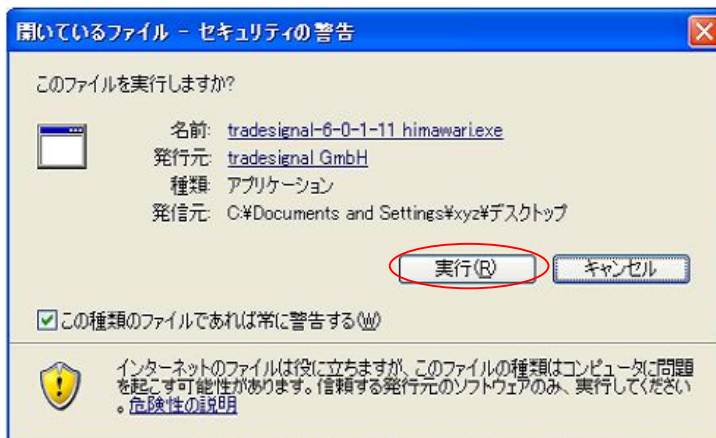 開いているファイル - セキュリティの警告
このファイルを実行しますか?
名前: tradesignal-6-0-1-11 himawari.exe
発行元: tradesignal GmbH
種類: アプリケーション
発信元: C:¥Documents and Settings¥xyz¥デスクトップ
実行(R) キャンセル
この種類のファイルであれば常に警告する(W)
インターネットのファイルは役に立ちますが、このファイルの種類はコンピュータに問題
を起こす可能性があります。信頼する発行元のソフトウェアのみ、実行してください
。危険性の説明